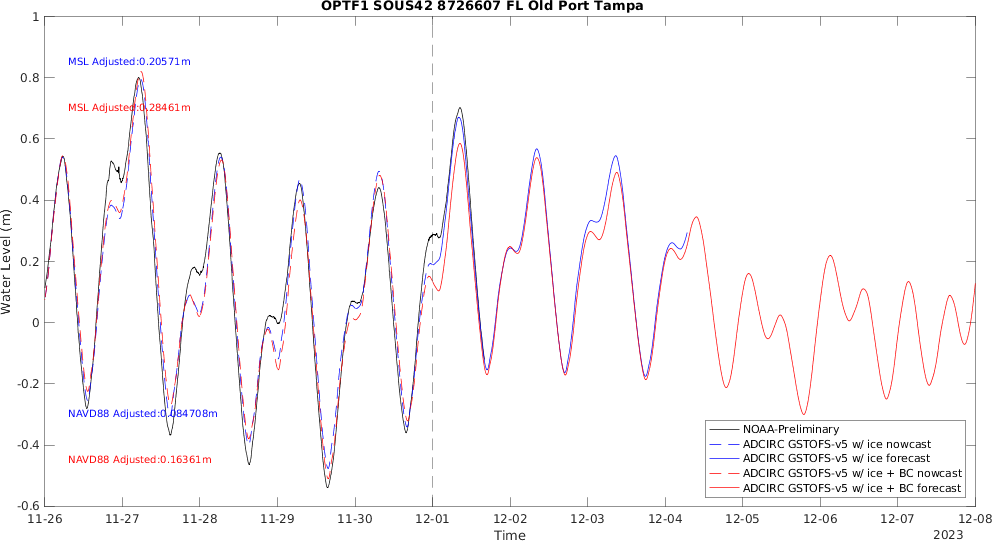 OPTF1 SOUS42 8726607 FL Old Port Tampa
Water Level (m)
1
0.8
0.6
0.4
0.2
0
-0.2
-0.4
-0.6
MSL Adjusted:0.20571m
MSL Adjusted:0.28461m
NAVD88 Adjusted:0.084708m
NAVD88 Adjusted:0.16361m
NOAA-Preliminary
ADCIRC GSTOFS-v5 w/ ice nowcast
ADCIRC GSTOFS-v5 w/ ice forecast
ADCIRC GSTOFS-v5 w/ ice + BC nowcast
ADCIRC GSTOFS-v5 w/ ice + BC forecast
11-26 11-27 11-28 11-29 11-30 12-01 12-02 12-03 12-04 12-05 12-06 12-07 12-08
Time
2023